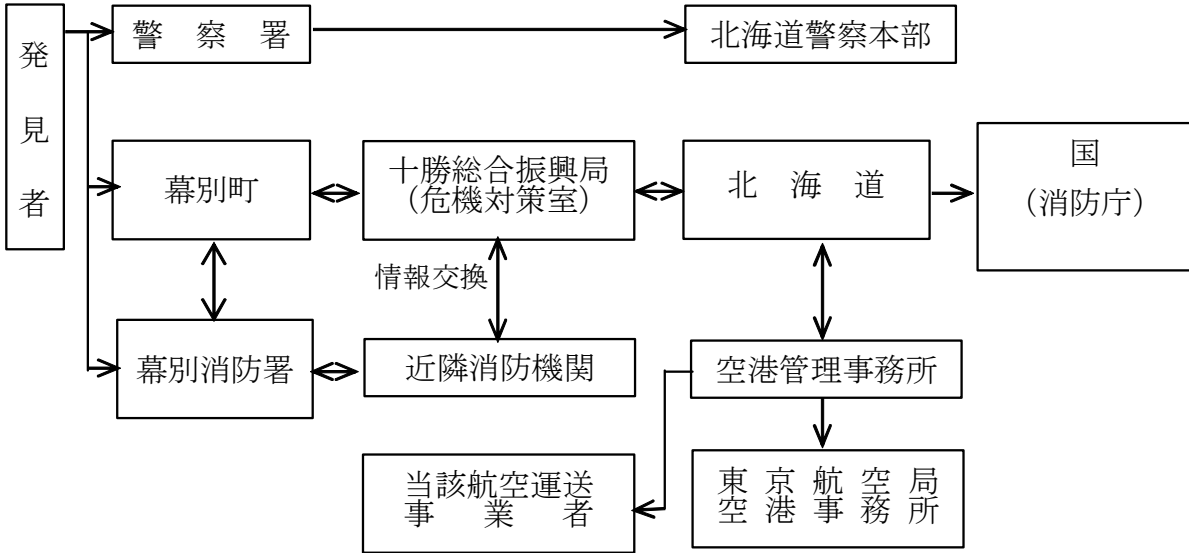 発見者
警察署
北海道警察本部
幕別町
十勝総合振興局
（危機対策室）
北海道
国
（消防庁）
情報交換
幕別消防署
近隣消防機関
空港管理事務所
当該航空運送
事業者
東京航空局
空港事務所